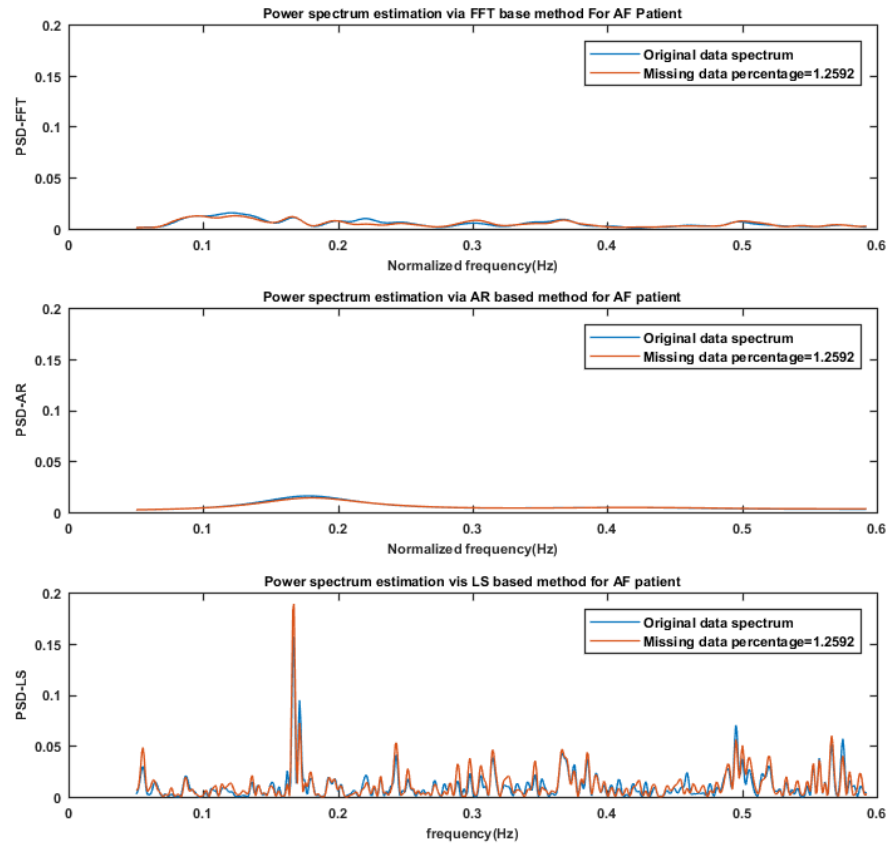 Power spectrum estimation via FFT base method For AF Patient
0.2
0.15
0.1
0.05
0
PSD-FFT
Original data spectrum
Missing data percentage=1.2592
0 0.1 0.2 0.3 0.4 0.5 0.6
Normalized frequency(Hz)
Power spectrum estimation via AR based method for AF patient
0.2
0.15
0.1
0.05
0
PSD-AR
Original data spectrum
Missing data percentage=1.2592
0 0.1 0.2 0.3 0.4 0.5 0.6
Normalized frequency(Hz)
Power spectrum estimation vis LS based method for AF patient
0.2
0.15
0.1
0.05
0
PSD-LS
Original data spectrum
Missing data percentage=1.2592
0 0.1 0.2 0.3 0.4 0.5 0.6
frequency(Hz)